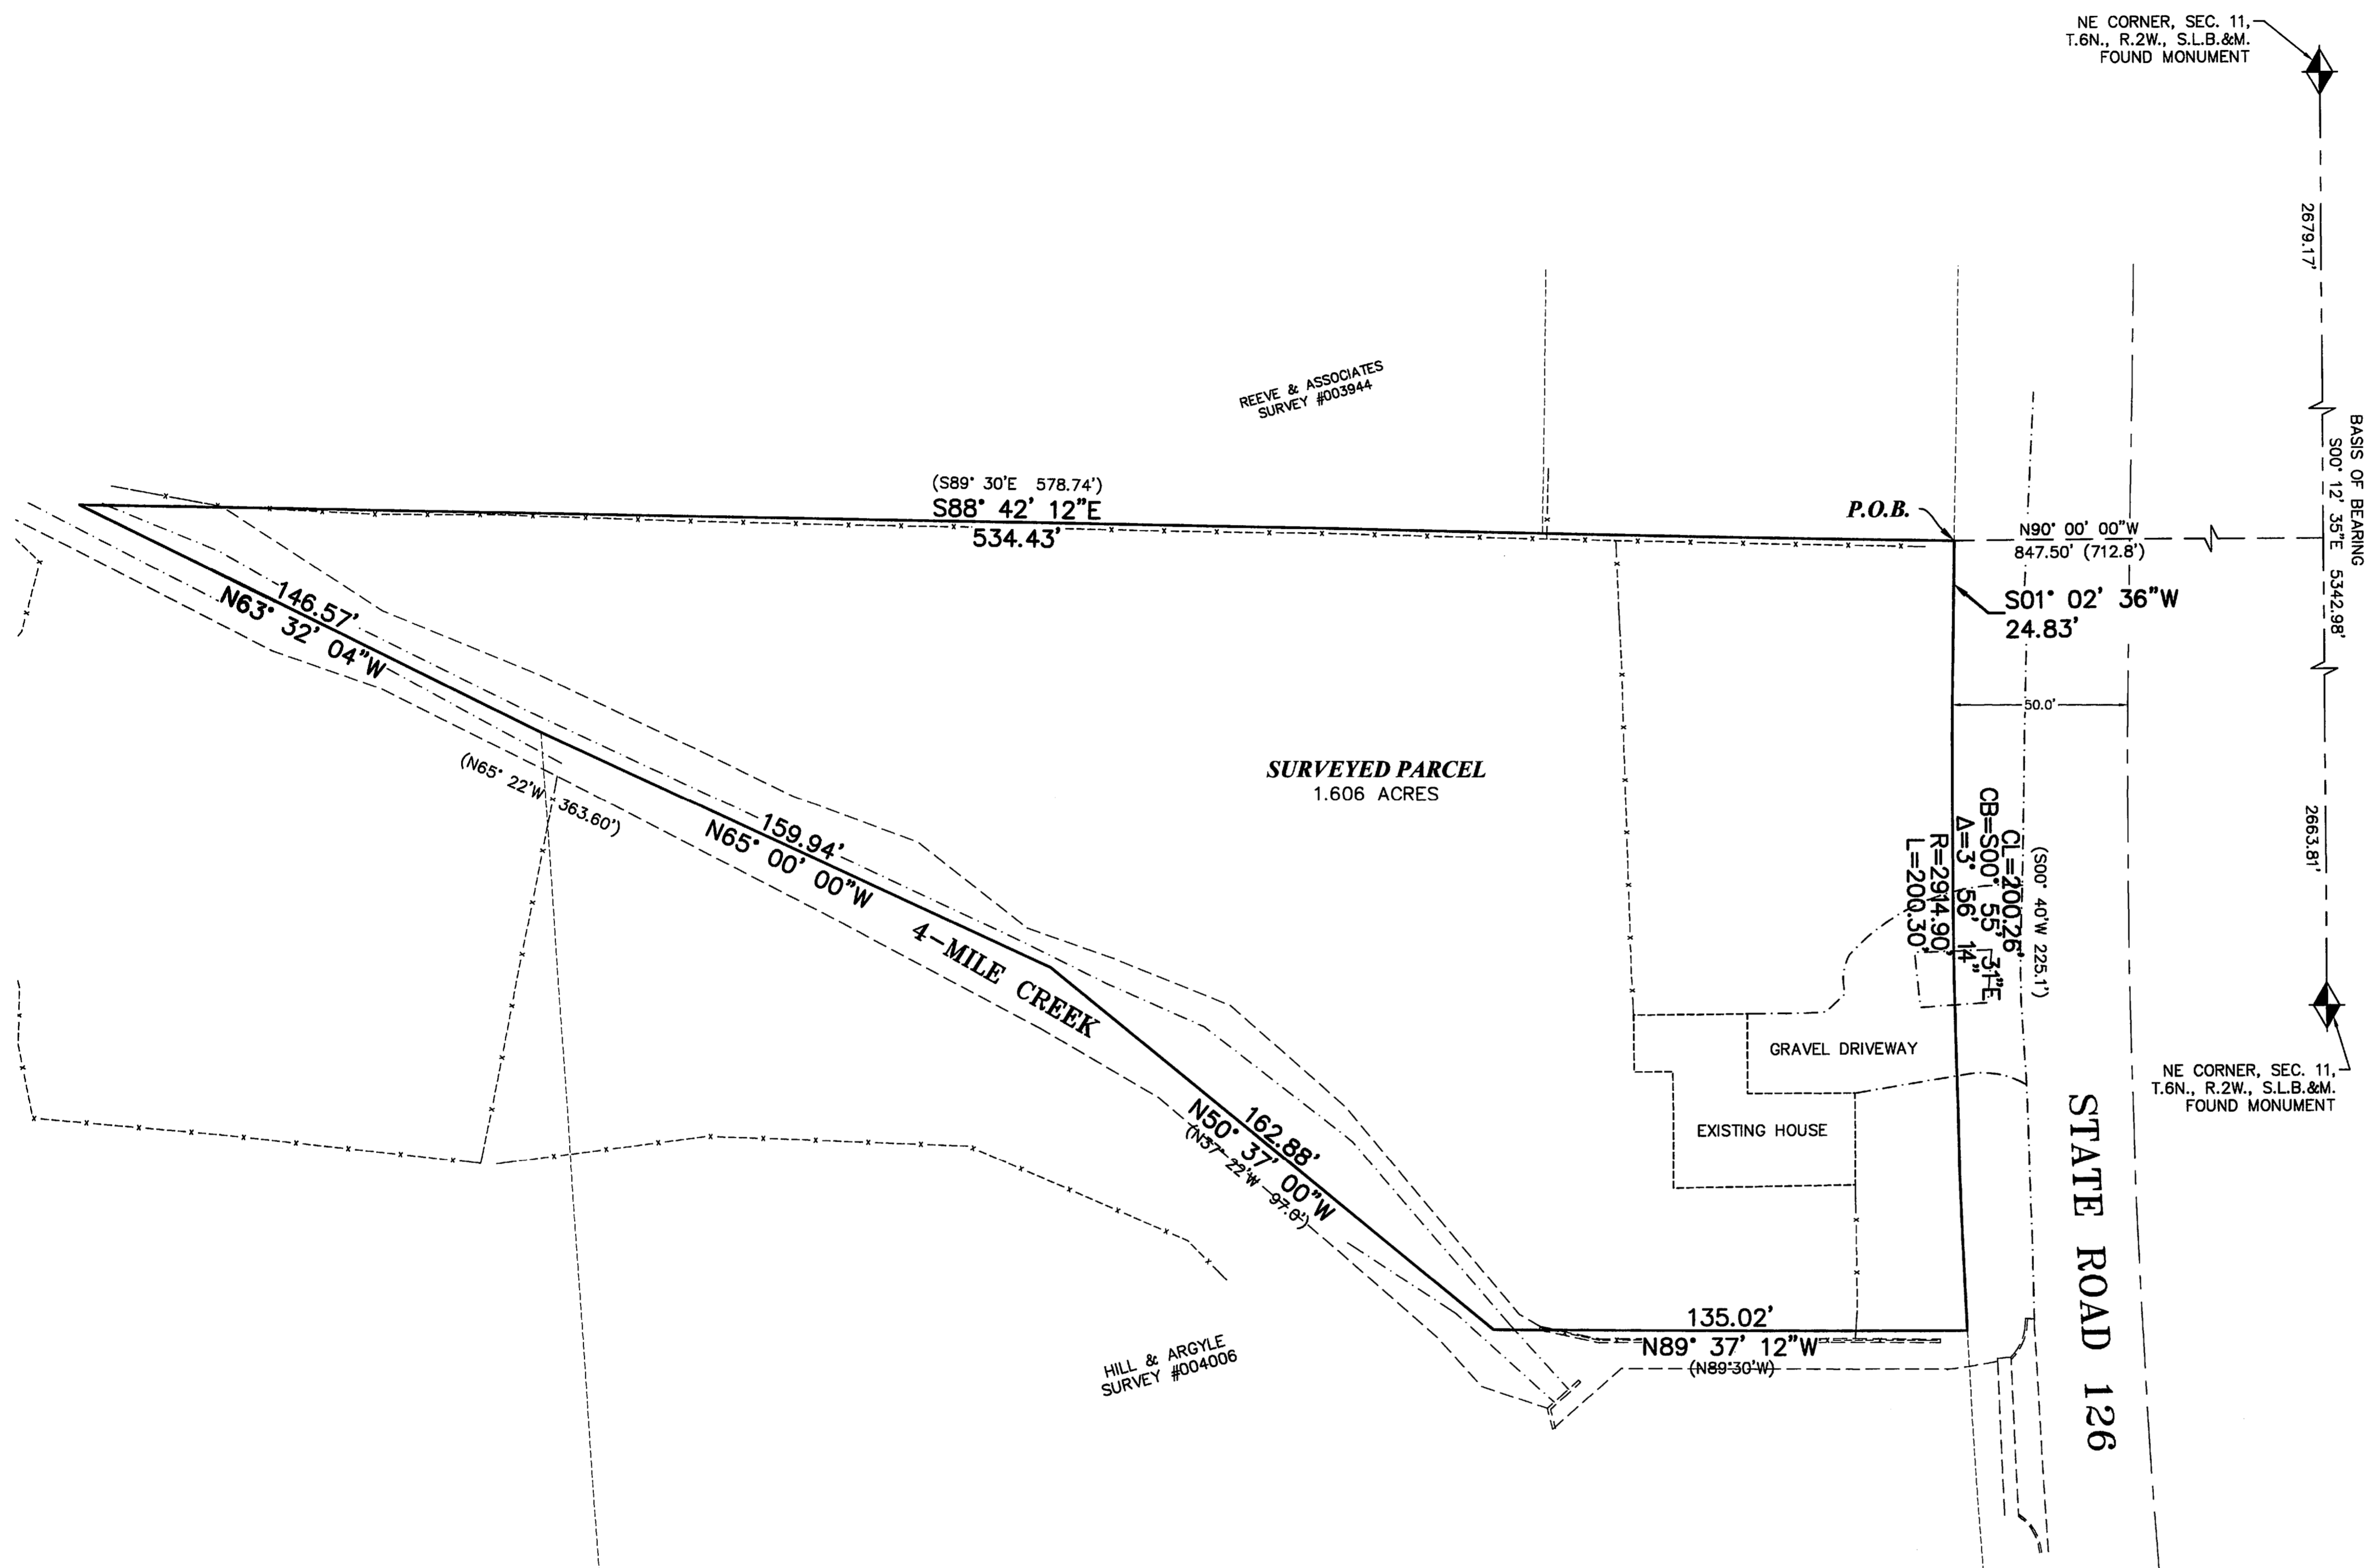 NE CORNER, SEC. 11,
T.6N., R.2W., S.L.B.&M.
FOUND MONUMENT
2679.17'
BASIS OF BEARING
S00° 12' 35"E 5342.98'
2663.81'
NE CORNER, SEC. 11,
T.6N., R.2W., S.L.B.&M.
FOUND MONUMENT
REEVE & ASSOCIATES
SURVEY #003944
(S89° 30'E 578.74')
S88° 42' 12"E
534.43'
P.O.B.
N90° 00' 00"W
847.50' (712.8')
S01° 02' 36"W
24.83'
50.0'
146.57'
N63° 32' 04"W
(N65° 22'W 363.60')
159.94'
N65° 00' 00"W
SURVEYED PARCEL
1.606 ACRES
(S00° 40'W 225.1')
CL=200.26'
CB=S00° 55' 31"E
Δ=3° 56' 14"
R=2914.90'
L=200.30'
4-MILE CREEK
GRAVEL DRIVEWAY
EXISTING HOUSE
162.88'
N50° 37' 00"W
(N37° 22'W 97.0')
135.02'
N89° 37' 12"W
(N89°30'W)
HILL & ARGYLE
SURVEY #004006
STATE ROAD 126